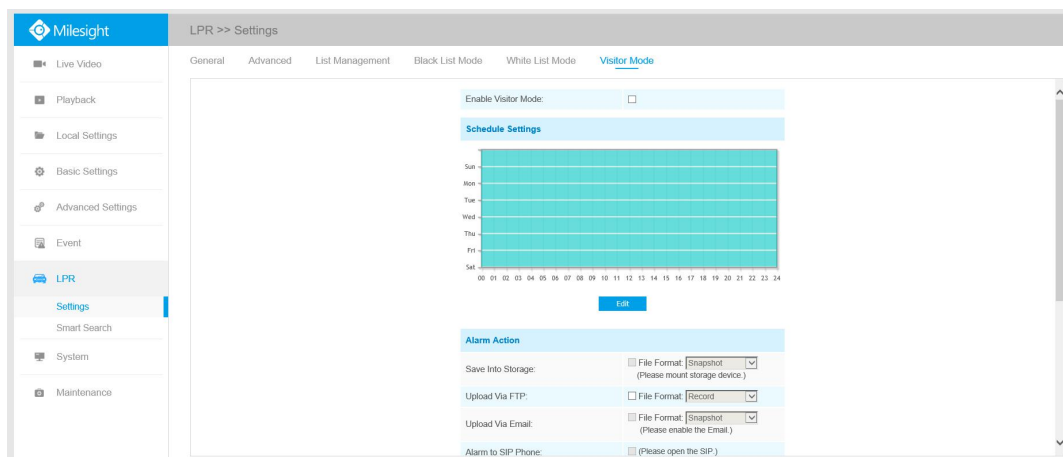 Milesight
LPR >> Settings
Live Video
Playback
Local Settings
Basic Settings
Advanced Settings
Event
LPR
Settings
Smart Search
System
Maintenance
General Advanced List Management Black List Mode White List Mode Visitor Mode
Enable Visitor Mode:
Schedule Settings
Sun
Mon
Tue
Wed
Thu
Fri
Sat
00 01 02 03 04 05 06 07 08 09 10 11 12 13 14 15 16 17 18 19 20 21 22 23 24
Edit
Alarm Action
Save Into Storage: File Format: Snapshot
(Please mount storage device.)
Upload Via FTP: File Format: Record
Upload Via Email: File Format: Snapshot
(Please enable the Email.)
Alarm to SIP Phone: (Please open the SIP.)